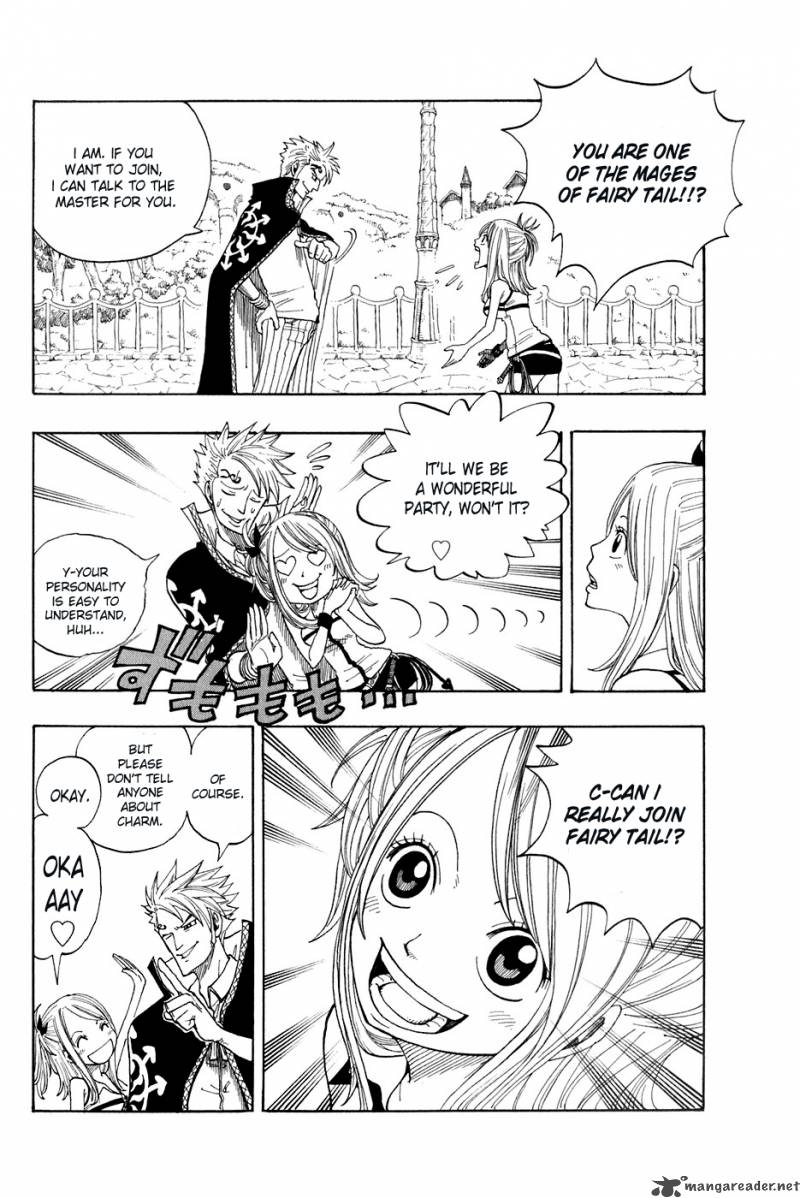 YOU ARE ONE
OF THE MAGES
OF FAIRY TAIL!!?
I AM. IF YOU
WANT TO JOIN,
I CAN TALK TO THE
MASTER FOR YOU.
IT'LL WE BE
A WONDERFUL
PARTY, WON'T IT?
♡
Y-YOUR
PERSONALITY
IS EASY TO
UNDERSTAND,
HUH...
ずももも...
C-CAN I
REALLY JOIN
FAIRY TAIL!?
OF
COURSE.
BUT
PLEASE
DON'T TELL
ANYONE
ABOUT
CHARM.
OKAY.
OKA
AAY
♡
mangareader.net